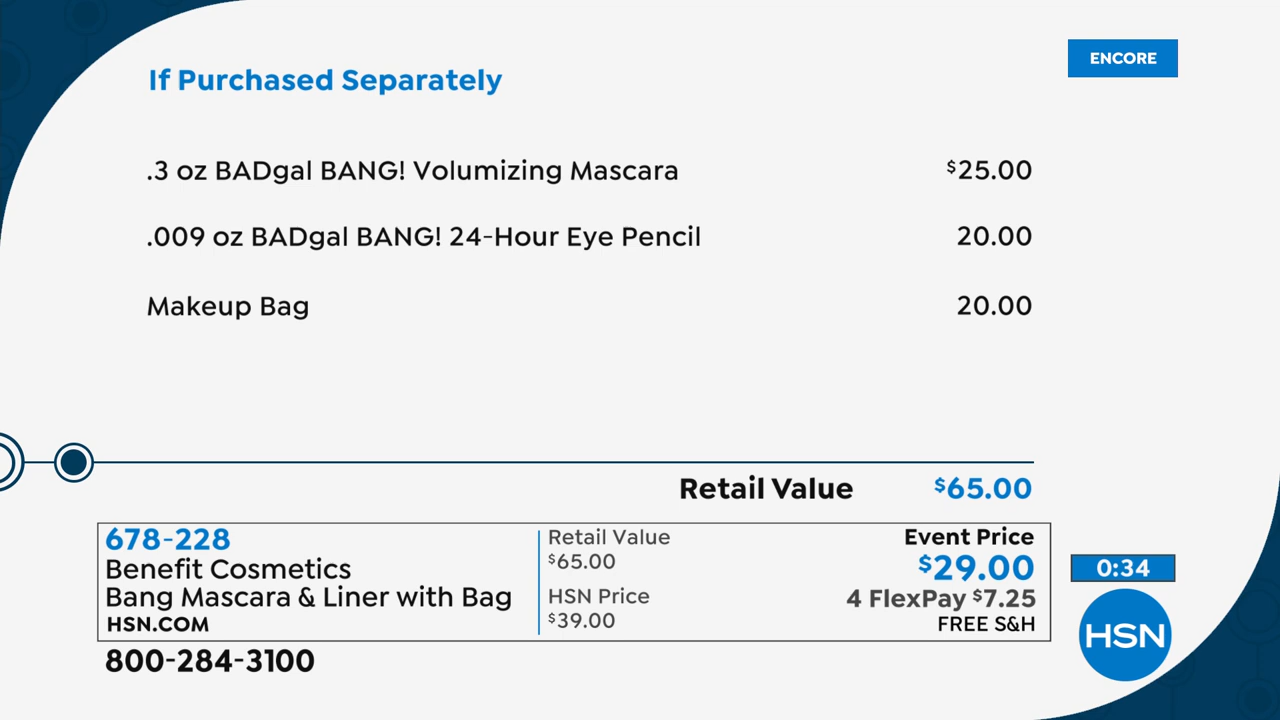 If Purchased Separately
ENCORE
.3 oz BADgal BANG! Volumizing Mascara $25.00
.009 oz BADgal BANG! 24-Hour Eye Pencil 20.00
Makeup Bag 20.00
Retail Value $65.00
678-228
Benefit Cosmetics
Bang Mascara & Liner with Bag
HSN.COM
Retail Value
$65.00
HSN Price
$39.00
Event Price
$29.00
4 FlexPay $7.25
FREE S&H
0:34
HSN
800-284-3100